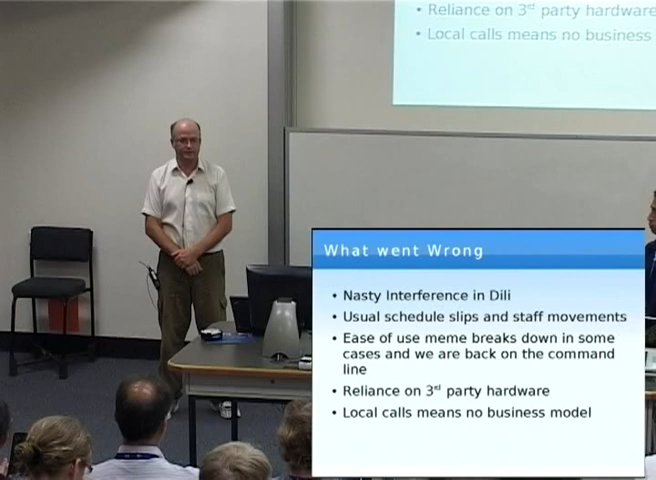 • Reliance on 3rd party hardware
• Local calls means no business
What went Wrong
• Nasty Interference in Dili
• Usual schedule slips and staff movements
• Ease of use meme breaks down in some
cases and we are back on the command
line
• Reliance on 3rd party hardware
• Local calls means no business model